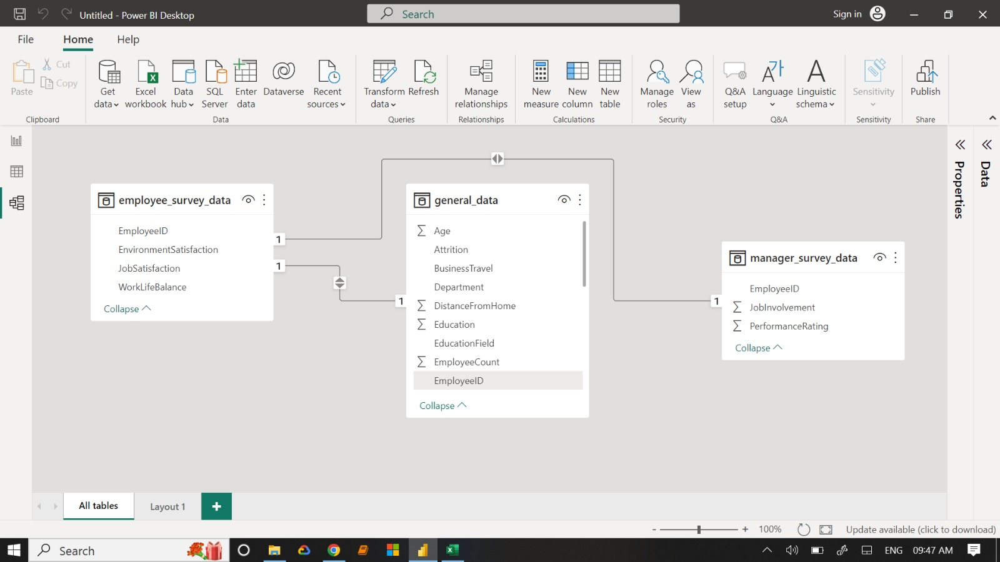 Untitled - Power BI Desktop
Search
Sign in
File Home Help
Paste
Cut
Copy
Clipboard
Get data
Excel workbook
Data hub
SQL Server
Enter data
Dataverse
Recent sources
Data
Transform data
Refresh
Queries
Manage relationships
Relationships
New measure
New column
New table
Calculations
Manage roles
View as
Security
Q&A setup
Language
Linguistic schema
Q&A
Sensitivity
Sensitivity
Publish
Share
employee_survey_data
EmployeeID
EnvironmentSatisfaction
JobSatisfaction
WorkLifeBalance
Collapse
1
1
1
general_data
Age
Attrition
BusinessTravel
Department
DistanceFromHome
Education
EducationField
EmployeeCount
EmployeeID
Collapse
1
manager_survey_data
EmployeeID
JobInvolvement
PerformanceRating
Collapse
Properties
Data
All tables
Layout 1
+
- + 100%
Update available (click to download)
Search
ENG 09:47 AM